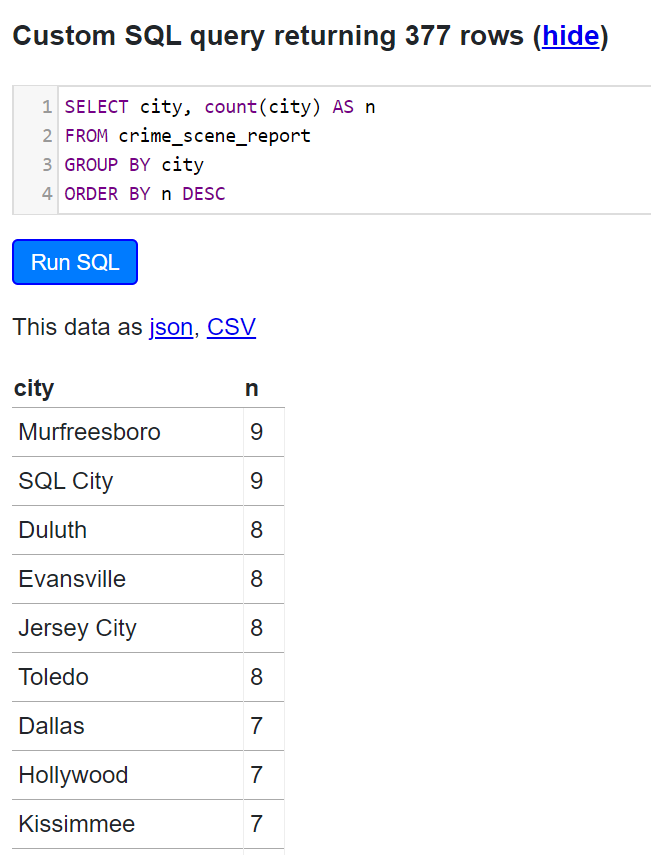 Custom SQL query returning 377 rows (hide)
1 SELECT city, count(city) AS n
2 FROM crime_scene_report
3 GROUP BY city
4 ORDER BY n DESC
Run SQL
This data as json, CSV
city n
Murfreesboro 9
SQL City 9
Duluth 8
Evansville 8
Jersey City 8
Toledo 8
Dallas 7
Hollywood 7
Kissimmee 7